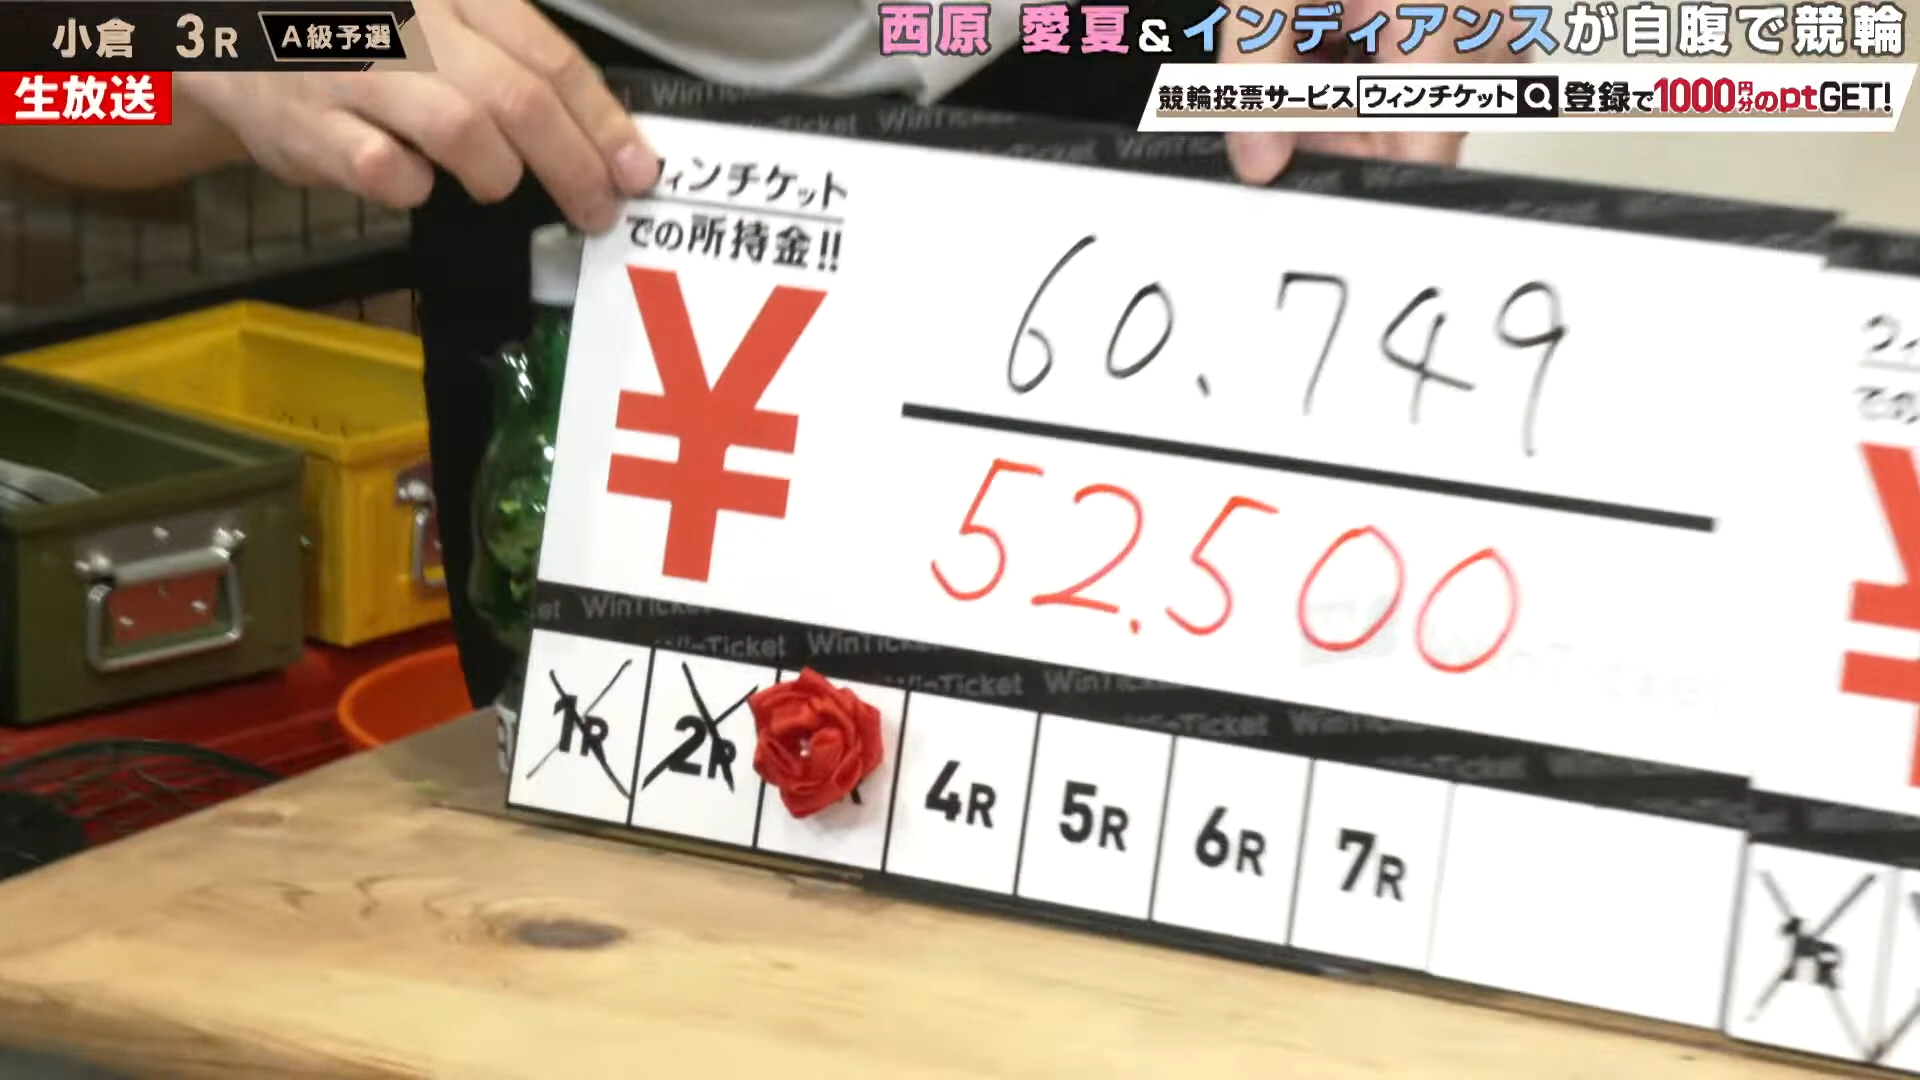 小倉 3R A級予選
生放送
西原 愛夏&インディアンスが自腹で競輪
競輪投票サービス ウィンチケット 登録で1000円分のptGET!
ウィンチケット
での所持金!!
¥
60.749
52.500
WinTicket WinTicket WinTicket WinTicket
1R 2R 4R 5R 6R 7R
1R